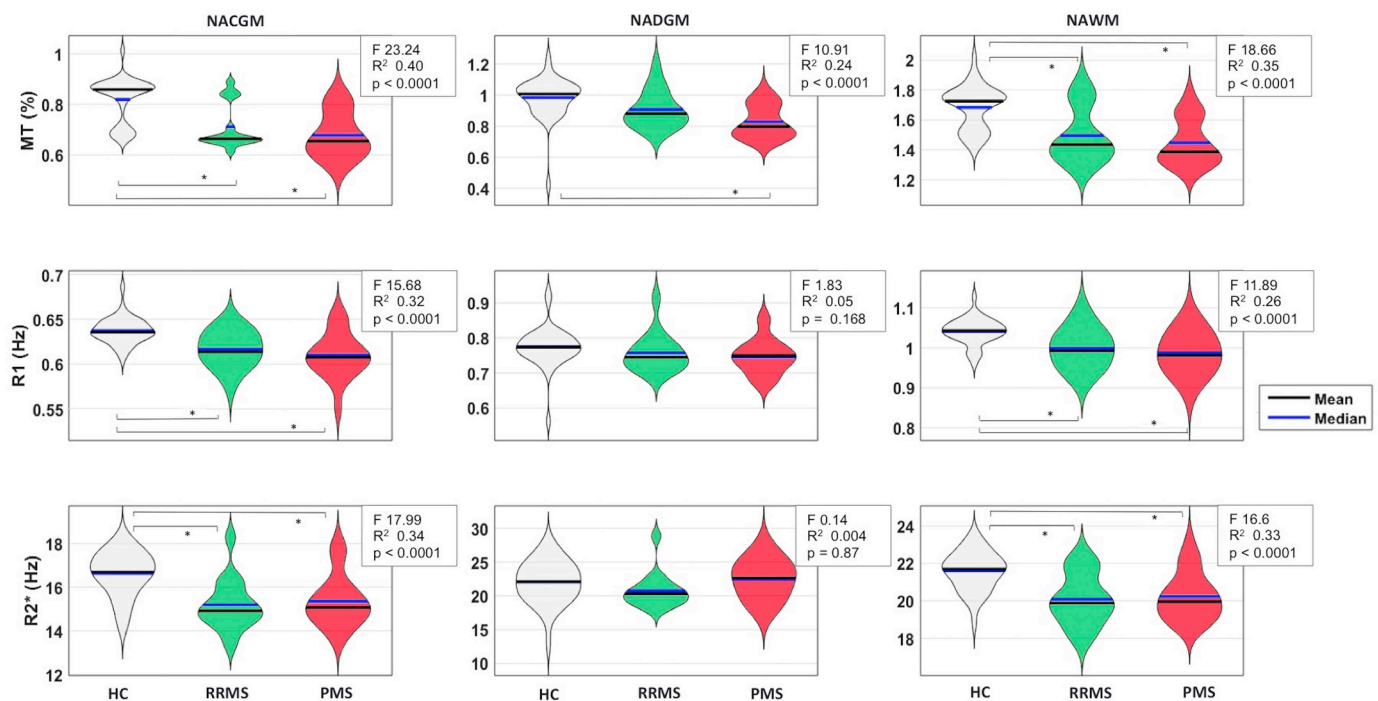 NACGM
NADGM
NAWM
MT (%)
1
0.8
0.6
F 23.24
R² 0.40
p < 0.0001
*
*
1.2
1
0.8
0.6
0.4
F 10.91
R² 0.24
p < 0.0001
*
2
1.8
1.6
1.4
1.2
*
*
F 18.66
R² 0.35
p < 0.0001
R1 (Hz)
0.7
0.65
0.6
0.55
F 15.68
R² 0.32
p < 0.0001
*
*
0.9
0.8
0.7
0.6
F 1.83
R² 0.05
p = 0.168
1.1
1
0.9
0.8
F 11.89
R² 0.26
p < 0.0001
*
*
Mean
Median
R2* (Hz)
18
16
14
12
*
*
F 17.99
R² 0.34
p < 0.0001
30
25
20
15
10
F 0.14
R² 0.004
p = 0.87
24
22
20
18
*
*
F 16.6
R² 0.33
p < 0.0001
HC RRMS PMS
HC RRMS PMS
HC RRMS PMS